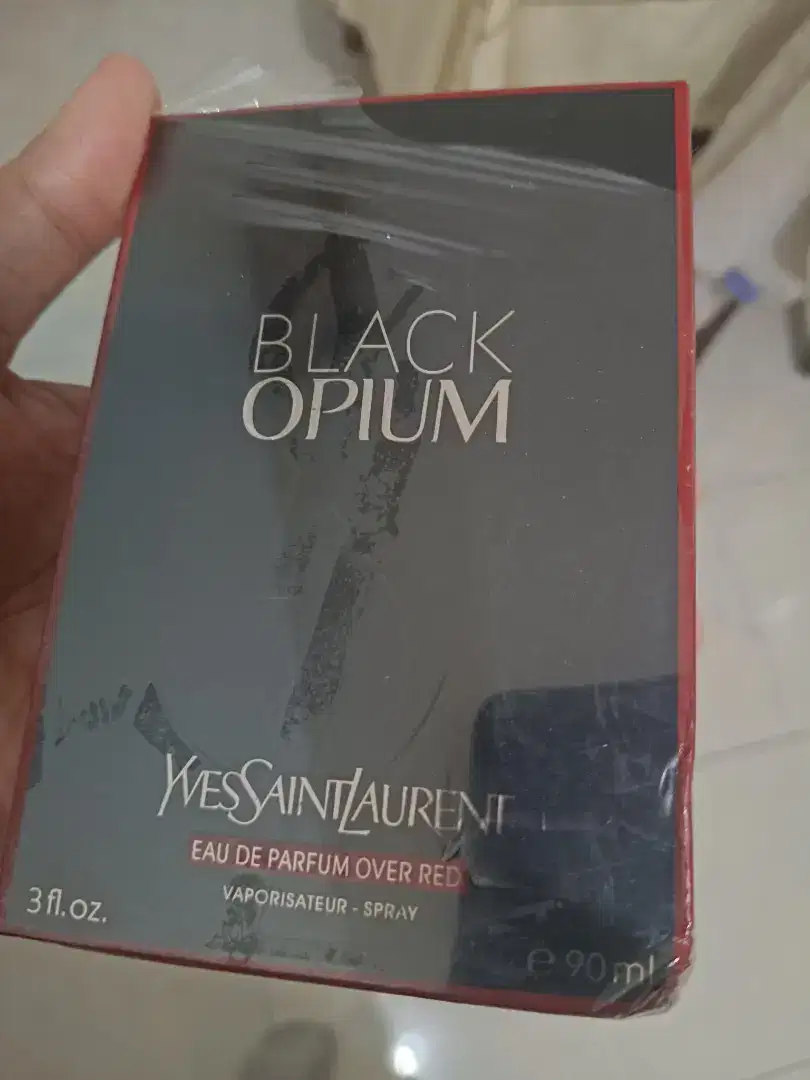 BLACK
OPIUM
YVESSAINTLAURENT
EAU DE PARFUM OVER RED
VAPORISATEUR - SPRAY
3 fl.oz.
e 90 ml